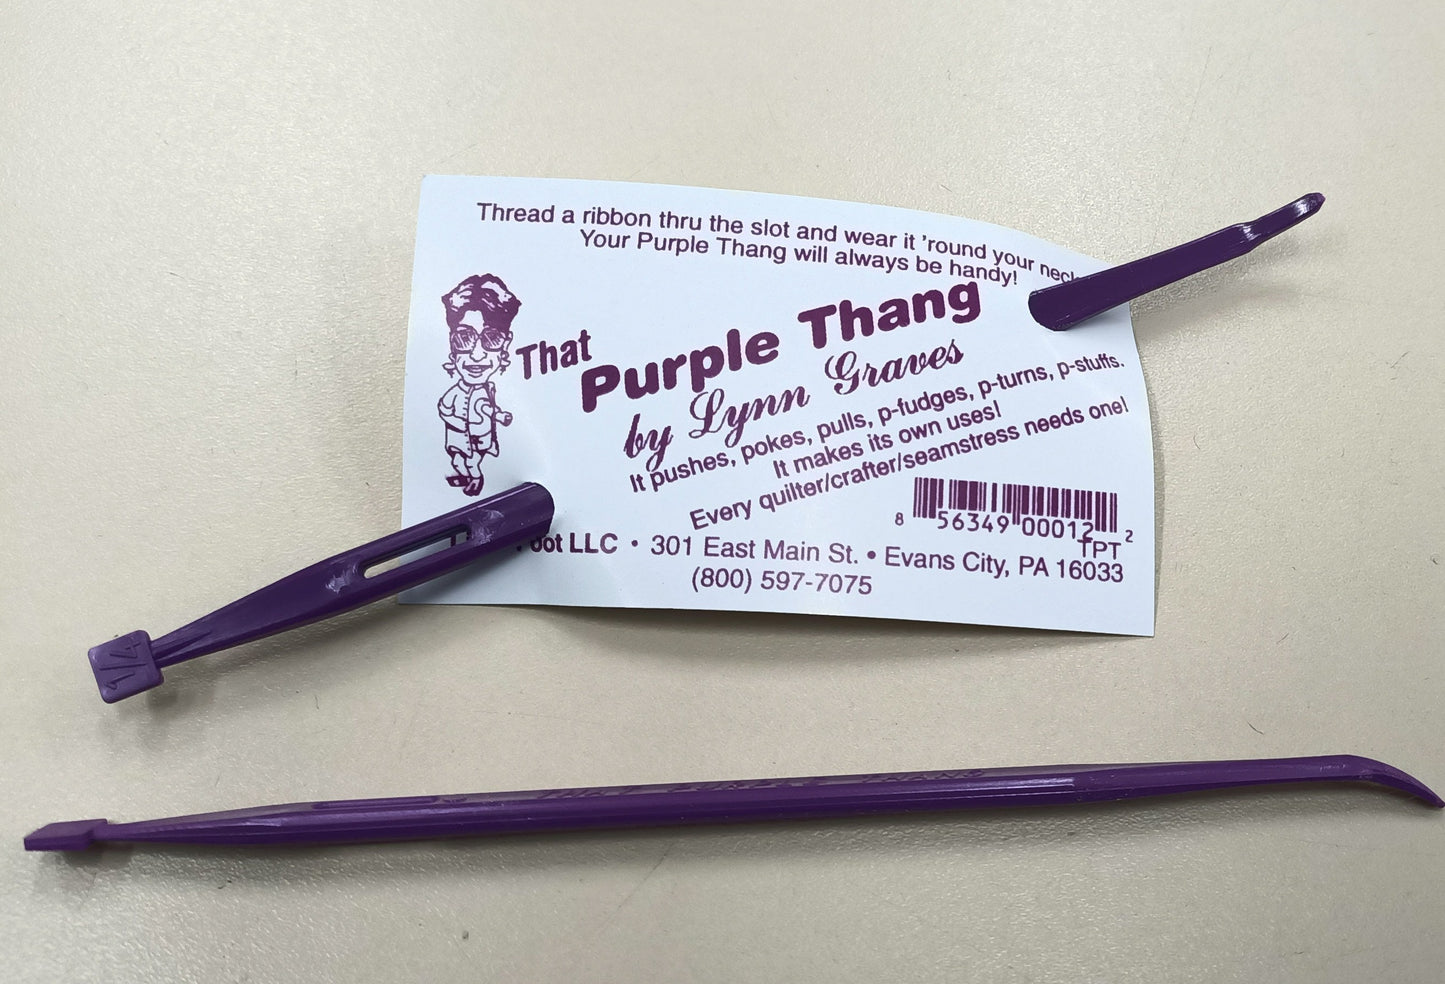 Thread a ribbon thru the slot and wear it 'round your neck
Your Purple Thang will always be handy!
That
Purple Thang
by Lynn Graves
It pushes, pokes, pulls, p-fudges, p-turns, p-stuffs.
It makes its own uses!
Every quilter/crafter/seamstress needs one!
8 56349 00012 2
TPT
LLC • 301 East Main St. • Evans City, PA 16033
(800) 597-7075
1/4
THAT PURPLE THANG